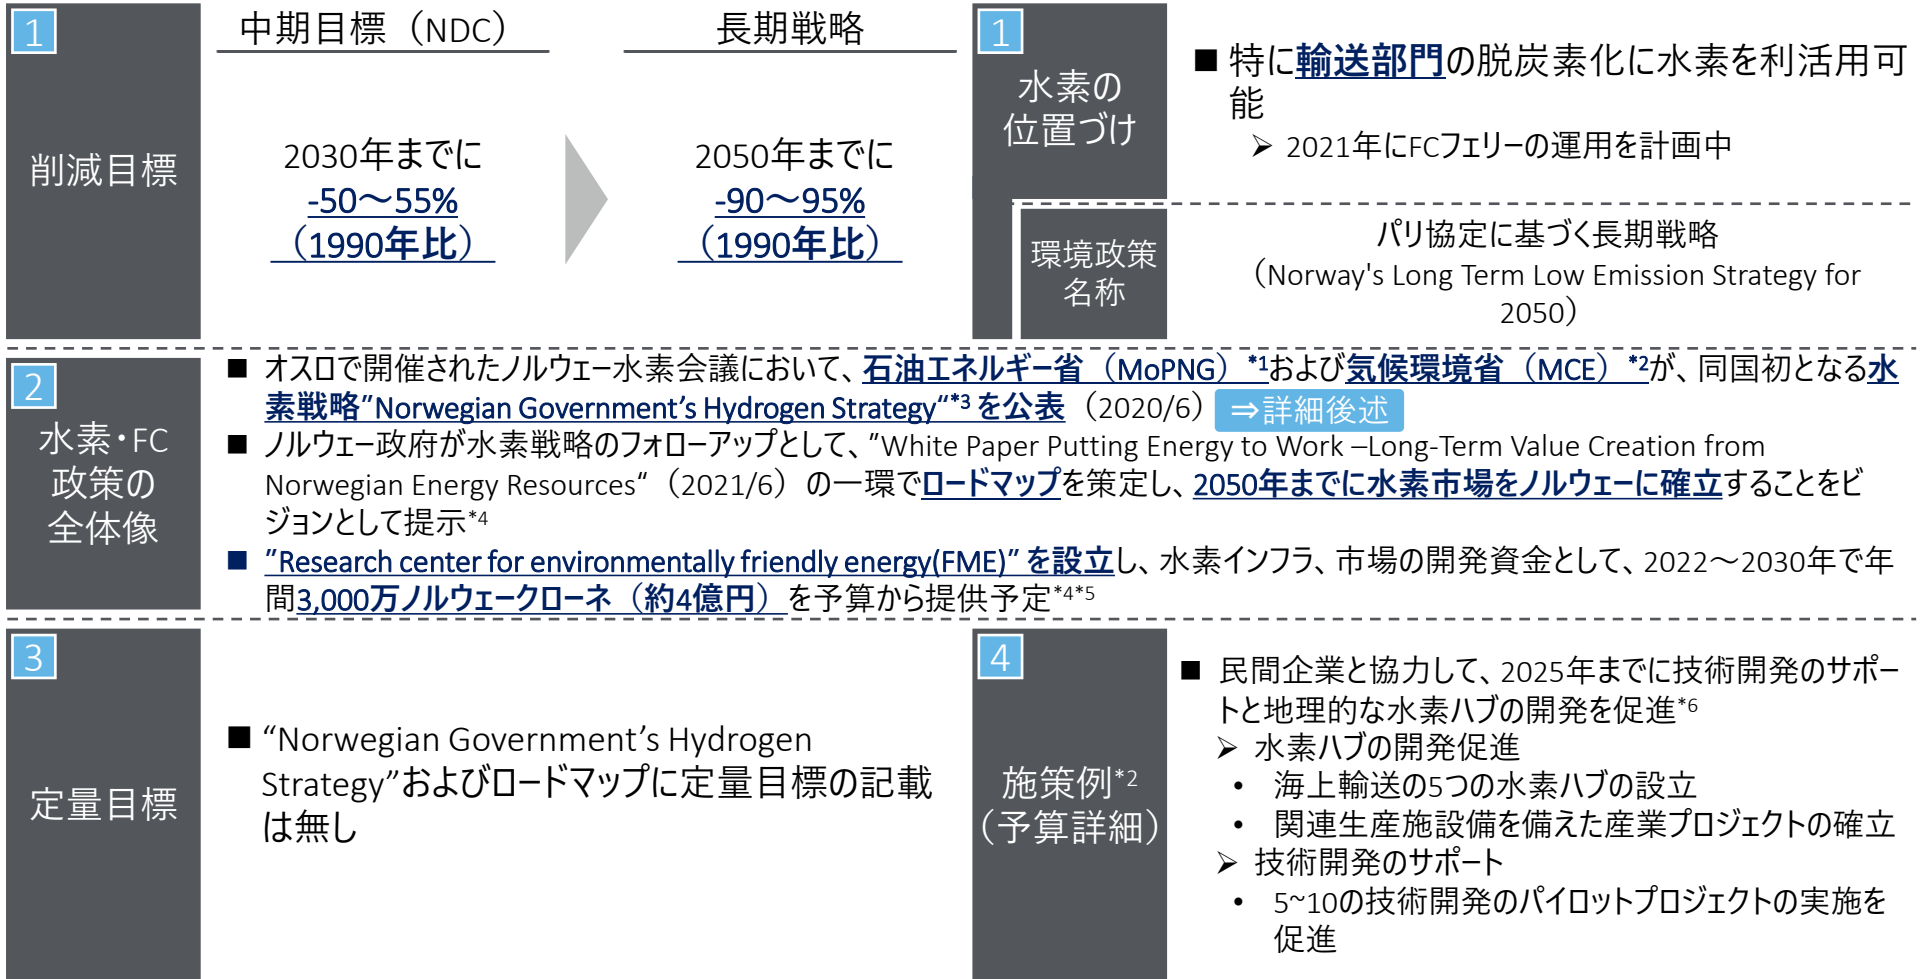 1
削減目標
中期目標（NDC）
長期戦略
2030年までに
-50～55%
（1990年比）
2050年までに
-90～95%
（1990年比）
1
水素の
位置づけ
■ 特に輸送部門の脱炭素化に水素を利活用可
能
➢ 2021年にFCフェリーの運用を計画中
環境政策
名称
パリ協定に基づく長期戦略
（Norway's Long Term Low Emission Strategy for
2050）
2
水素・FC
政策の
全体像
■ オスロで開催されたノルウェー水素会議において、石油エネルギー省（MoPNG）*1および気候環境省（MCE）*2が、同国初となる水
素戦略”Norwegian Government’s Hydrogen Strategy“*3 を公表（2020/6） ⇒詳細後述
■ ノルウェー政府が水素戦略のフォローアップとして、”White Paper Putting Energy to Work –Long-Term Value Creation from
Norwegian Energy Resources“（2021/6）の一環でロードマップを策定し、2050年までに水素市場をノルウェーに確立することをビ
ジョンとして提示*4
■ ”Research center for environmentally friendly energy(FME)” を設立し、水素インフラ、市場の開発資金として、2022～2030年で年
間3,000万ノルウェークローネ（約4億円）を予算から提供予定*4*5
3
定量目標
■ “Norwegian Government’s Hydrogen
Strategy”およびロードマップに定量目標の記載
は無し
4
施策例*2
（予算詳細）
■ 民間企業と協力して、2025年までに技術開発のサポー
トと地理的な水素ハブの開発を促進*6
➢ 水素ハブの開発促進
• 海上輸送の5つの水素ハブの設立
• 関連生産施設備を備えた産業プロジェクトの確立
➢ 技術開発のサポート
• 5~10の技術開発のパイロットプロジェクトの実施を
促進